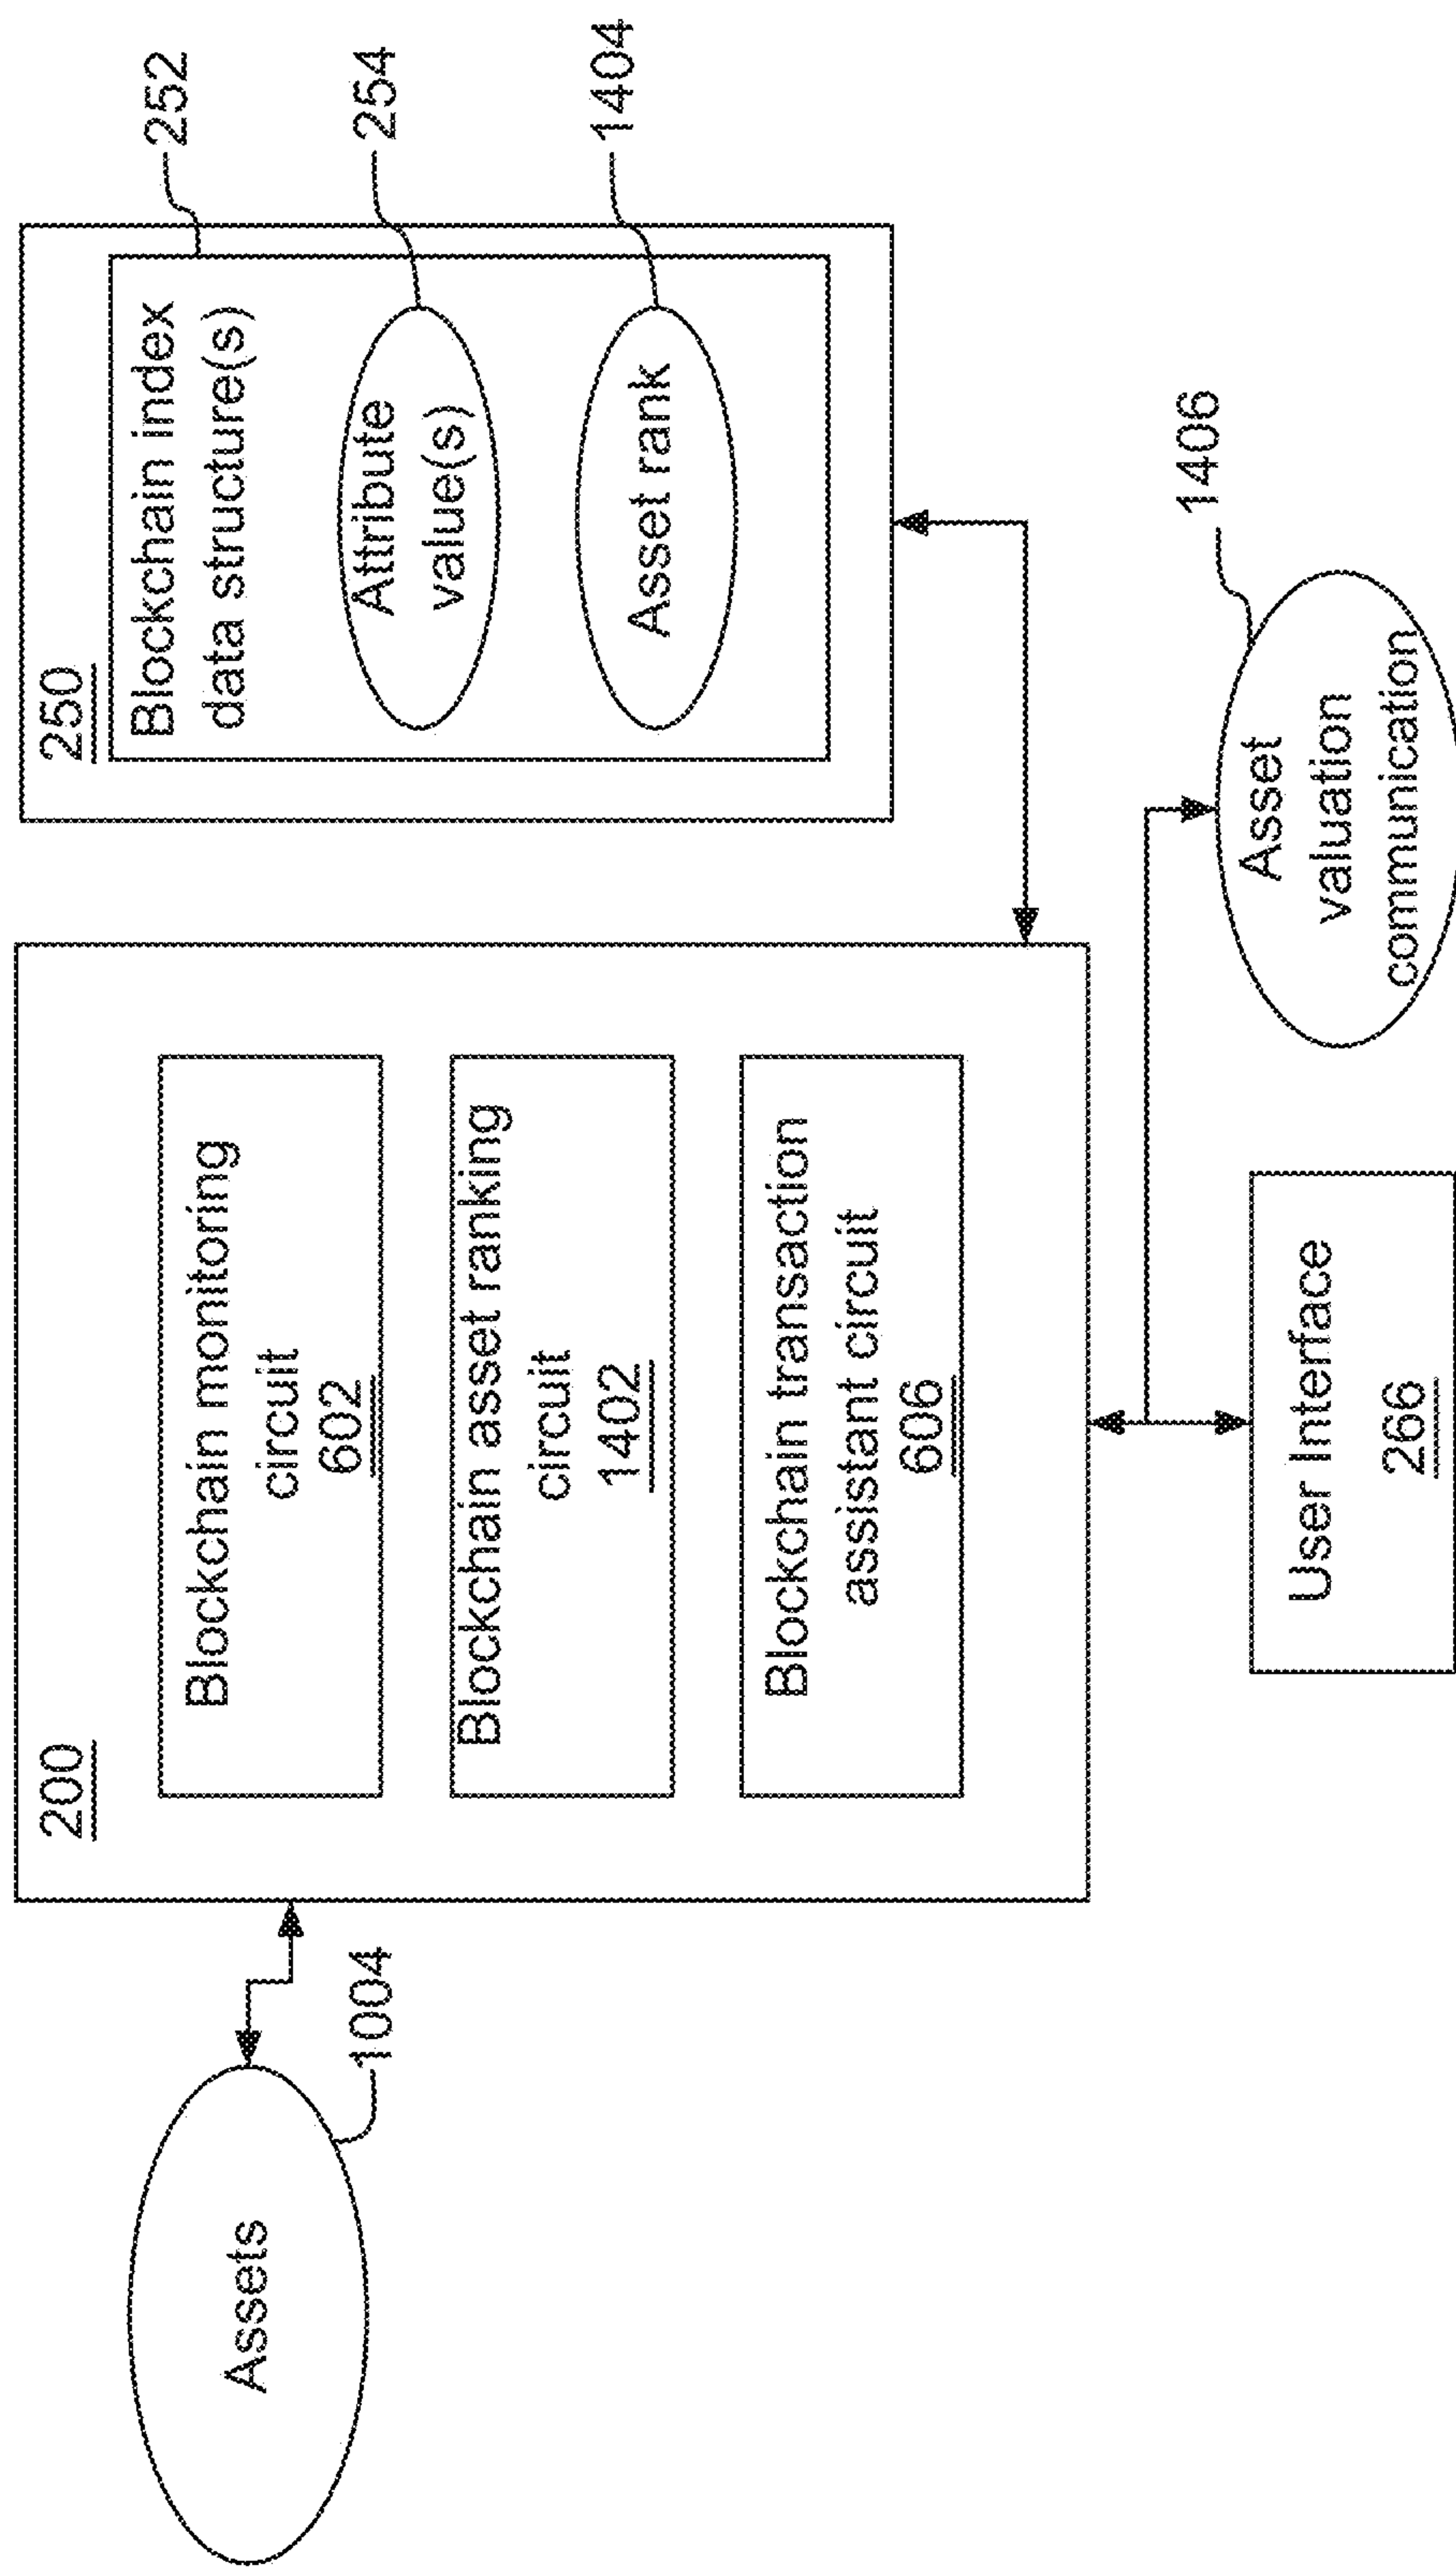 Assets
1004
200
Blockchain monitoring
circuit
602
Blockchain asset ranking
circuit
1402
Blockchain transaction
assistant circuit
606
250
Blockchain index
data structure(s)
252
Attribute
value(s)
254
Asset rank
1404
User Interface
266
Asset
valuation
communication
1406